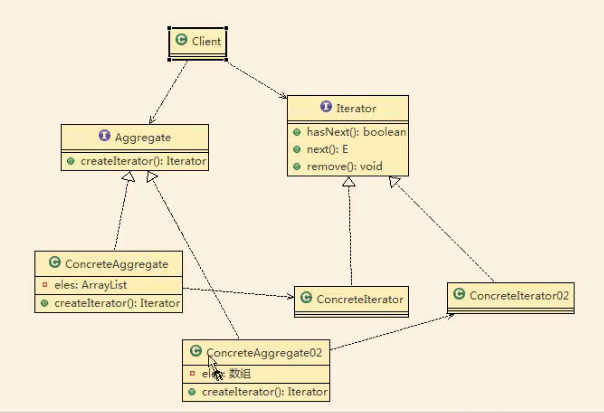 Client
Iterator
hasNext(): boolean
next(): E
remove(): void
Aggregate
createIterator(): Iterator
ConcreteAggregate
eles: ArrayList
createIterator(): Iterator
ConcreteIterator
ConcreteIterator02
ConcreteAggregate02
数组
createIterator(): Iterator